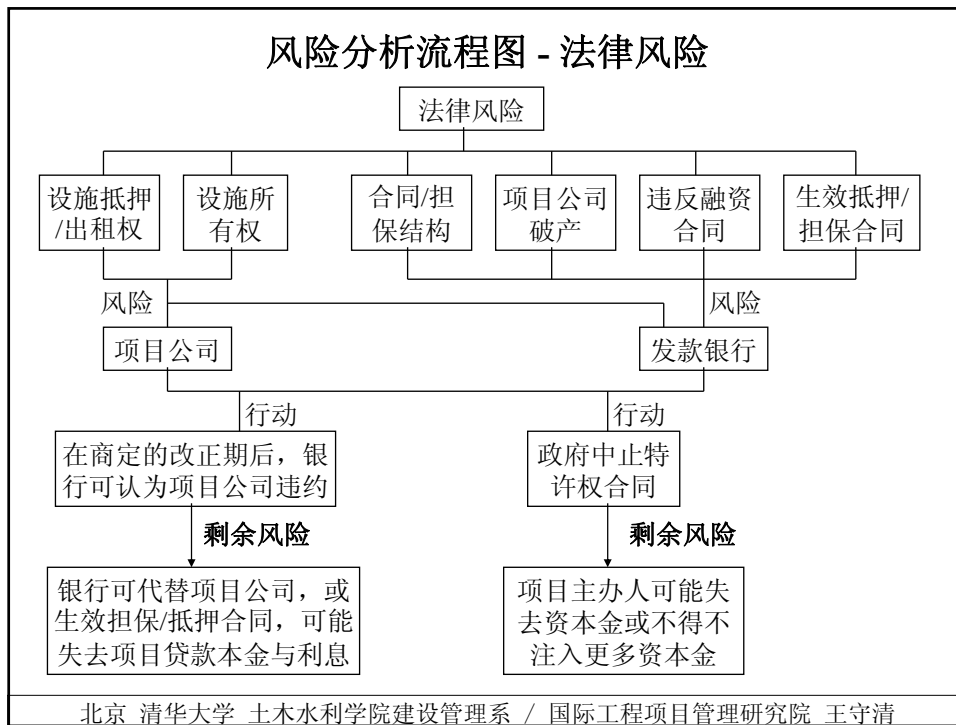 风险分析流程图 - 法律风险
法律风险
设施抵押
/出租权
设施所
有权
合同/担
保结构
项目公司
破产
违反融资
合同
生效抵押/
担保合同
风险
风险
项目公司
发款银行
行动
行动
在商定的改正期后，银
行可认为项目公司违约
政府中止特
许权合同
剩余风险
剩余风险
银行可代替项目公司，或
生效担保/抵押合同，可能
失去项目贷款本金与利息
项目主办人可能失
去资本金或不得不
注入更多资本金
北京 清华大学 土木水利学院建设管理系 / 国际工程项目管理研究院 王守清